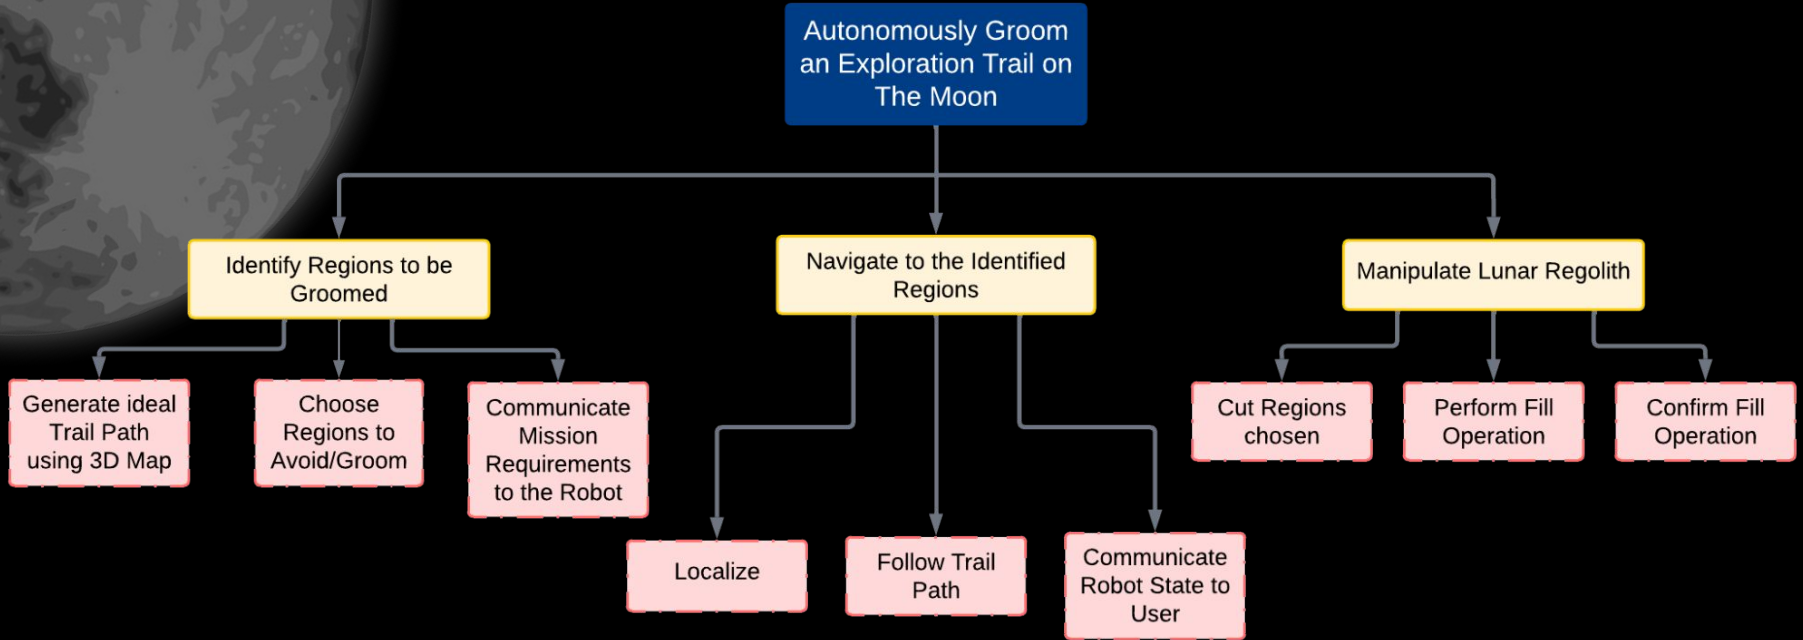 Autonomously Groom
an Exploration Trail on
The Moon
Identify Regions to be
Groomed
Navigate to the Identified
Regions
Manipulate Lunar Regolith
Generate ideal
Trail Path
using 3D Map
Choose
Regions to
Avoid/Groom
Communicate
Mission
Requirements
to the Robot
Localize
Follow Trail
Path
Communicate
Robot State to
User
Cut Regions
chosen
Perform Fill
Operation
Confirm Fill
Operation